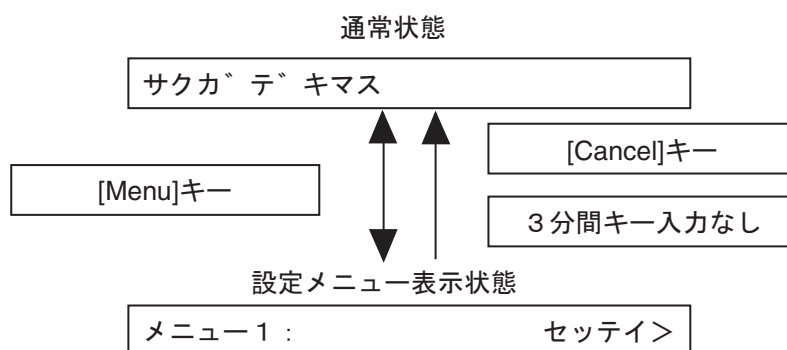 通常状態
サクガデキマス
[Menu]キー
[Cancel]キー
3分間キー入力なし
設定メニュー表示状態
メニュー1: セッテイ>